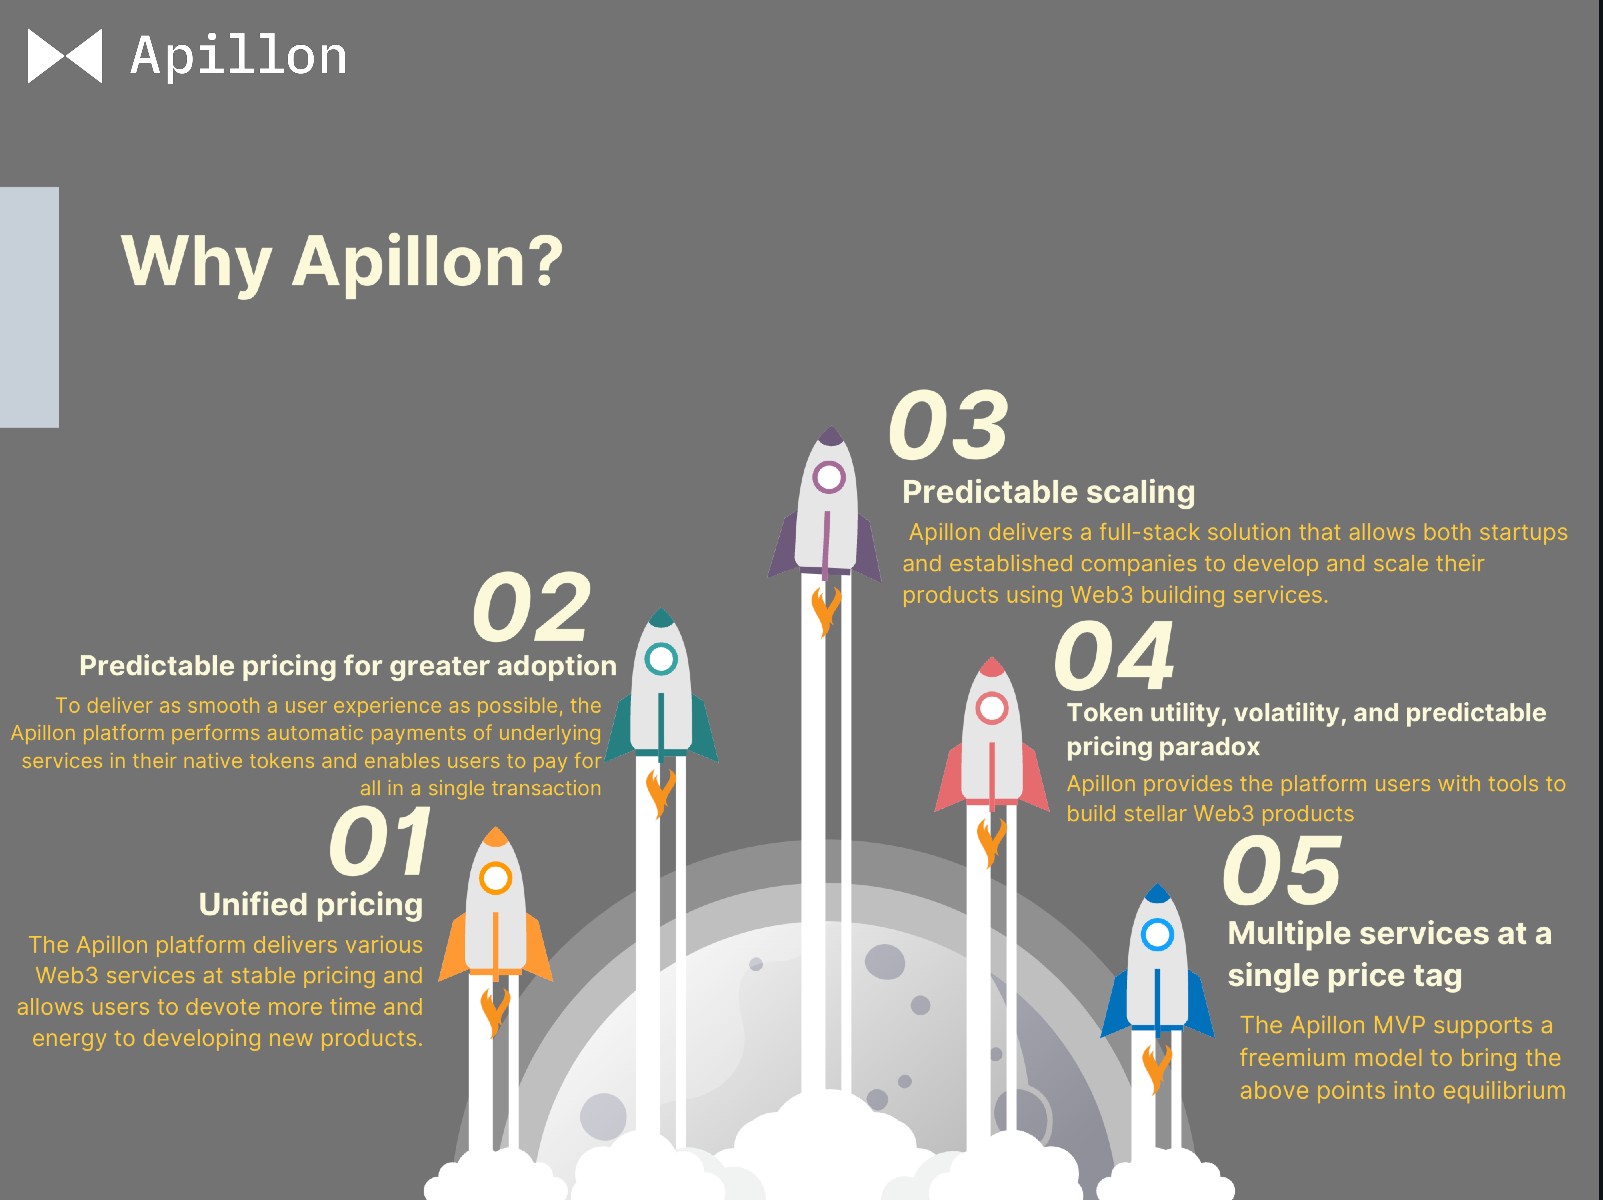 Apillon
Why Apillon?
01
Unified pricing
The Apillon platform delivers various
Web3 services at stable pricing and
allows users to devote more time and
energy to developing new products.
02
Predictable pricing for greater adoption
To deliver as smooth a user experience as possible, the
Apillon platform performs automatic payments of underlying
services in their native tokens and enables users to pay for
all in a single transaction
03
Predictable scaling
Apillon delivers a full-stack solution that allows both startups
and established companies to develop and scale their
products using Web3 building services.
04
Token utility, volatility, and predictable
pricing paradox
Apillon provides the platform users with tools to
build stellar Web3 products
05
Multiple services at a
single price tag
The Apillon MVP supports a
freemium model to bring the
above points into equilibrium